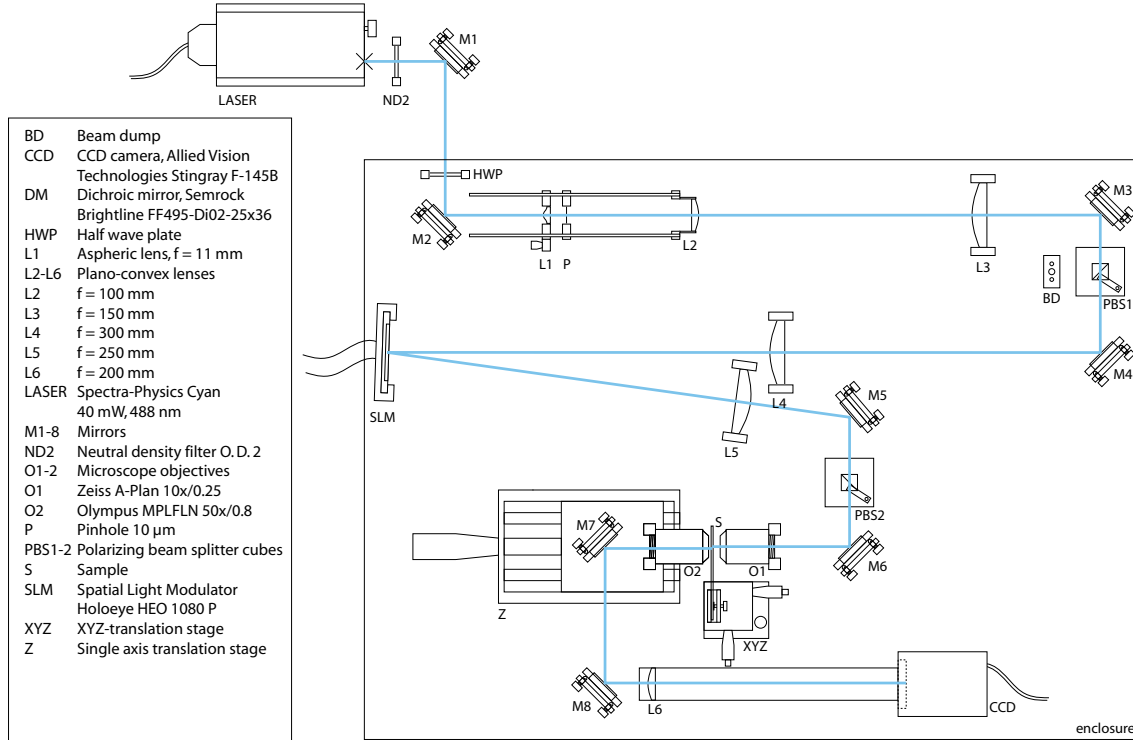 M1
LASER
ND2
BD Beam dump
CCD CCD camera, Allied Vision
Technologies Stingray F-145B
DM Dichroic mirror, Semrock
Brightline FF495-Di02-25x36
HWP Half wave plate
L1 Aspheric lens, f = 11 mm
L2-L6 Plano-convex lenses
L2 f = 100 mm
L3 f = 150 mm
L4 f = 300 mm
L5 f = 250 mm
L6 f = 200 mm
LASER Spectra-Physics Cyan
40 mW, 488 nm
M1-8 Mirrors
ND2 Neutral density filter O. D. 2
O1-2 Microscope objectives
O1 Zeiss A-Plan 10x/0.25
O2 Olympus MPLFLN 50x/0.8
P Pinhole 10 µm
PBS1-2 Polarizing beam splitter cubes
S Sample
SLM Spatial Light Modulator
Holoeye HEO 1080 P
XYZ XYZ-translation stage
Z Single axis translation stage
HWP
M3
M2
L2
L1
P
L3
BD
PBS1
M4
SLM
L4
M5
L5
PBS2
M7
S
O2
O1
M6
Z
XYZ
M8
L6
CCD
enclosure